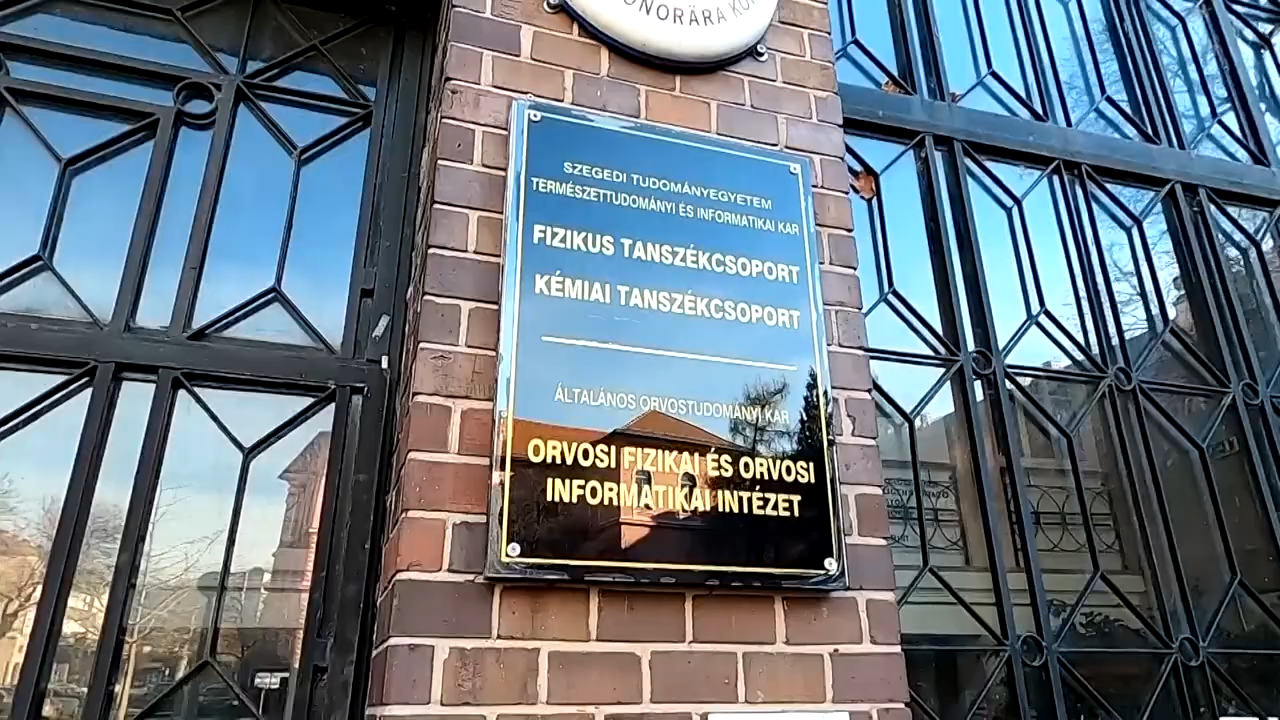 SZEGEDI TUDOMÁNYEGYETEM
TERMÉSZETTUDOMÁNYI ÉS INFORMATIKAI KAR
FIZIKUS TANSZÉKCSOPORT
KÉMIAI TANSZÉKCSOPORT
ÁLTALÁNOS ORVOSTUDOMÁNYI KAR
ORVOSI FIZIKAI ÉS ORVOSI
INFORMATIKAI INTÉZET